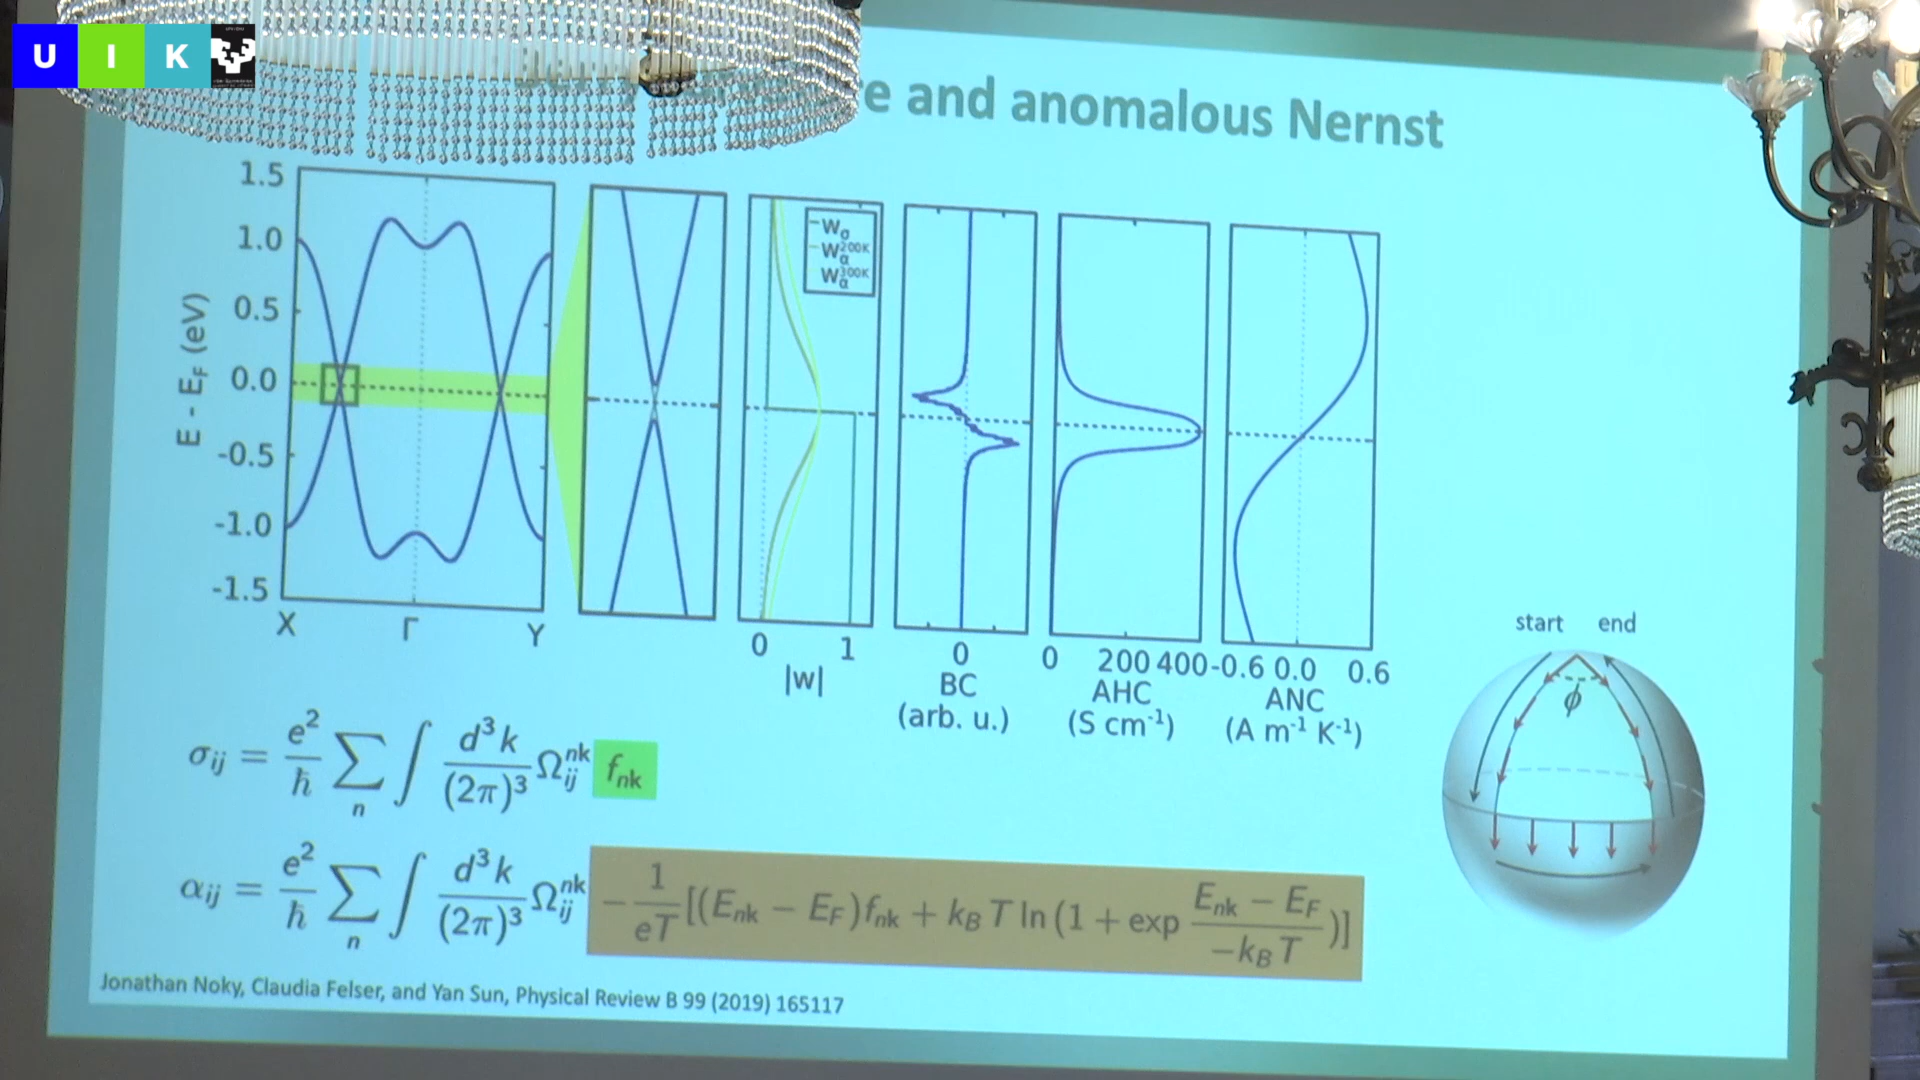 U I K
e and anomalous Nernst
1.5
1.0
0.5
0.0
-0.5
-1.0
-1.5
E - E_F (eV)
X Γ Y
W_σ
W_α^200K
W_α^300K
0 1
|w|
0
BC
(arb. u.)
0 200 400
AHC
(S cm⁻¹)
-0.6 0.0 0.6
ANC
(A m⁻¹ K⁻¹)
start end
ϕ
σ_ij = e²/ħ ∑_n ∫ d³k/(2π)³ Ω_ij^nk f_nk
α_ij = e²/ħ ∑_n ∫ d³k/(2π)³ Ω_ij^nk -1/eT [(E_nk − E_F)f_nk + k_B T ln (1 + exp E_nk − E_F/−k_B T)]
Jonathan Noky, Claudia Felser, and Yan Sun, Physical Review B 99 (2019) 165117